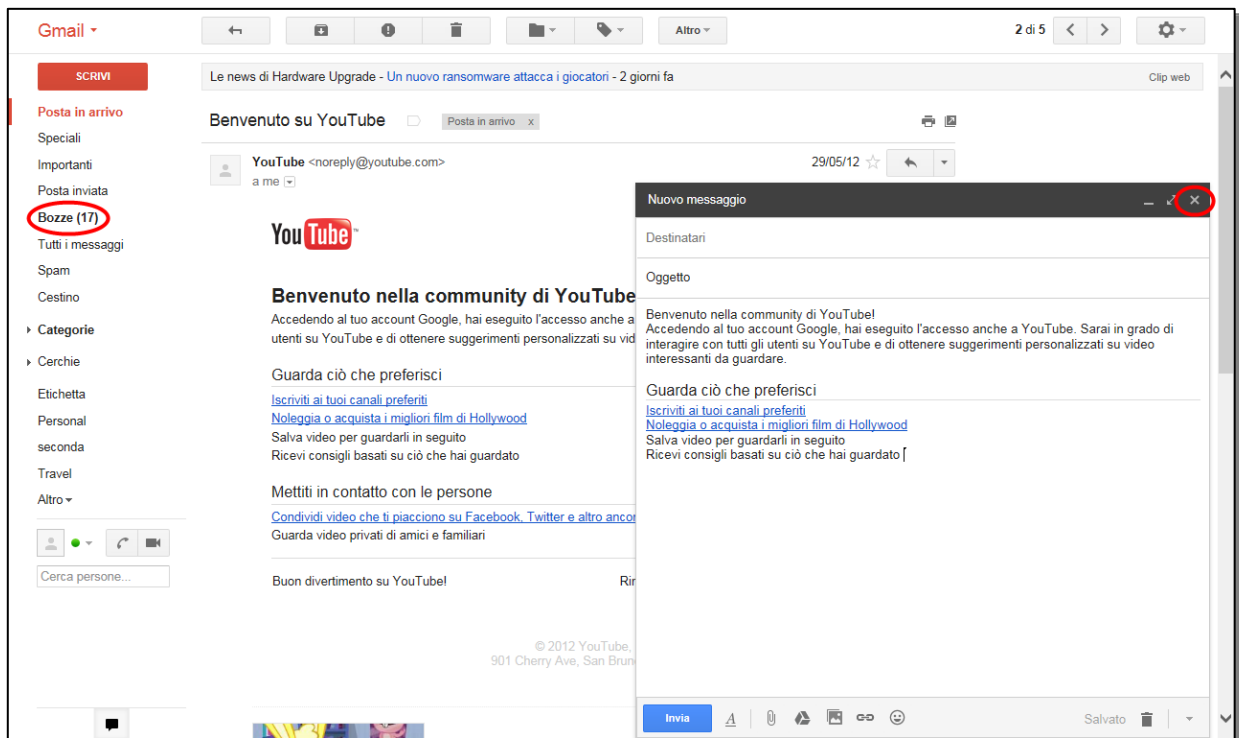 Gmail
Altro
2 di 5
SCRIVI
Le news di Hardware Upgrade - Un nuovo ransomware attacca i giocatori - 2 giorni fa
Clip web
Posta in arrivo
Speciali
Importanti
Posta inviata
Bozze (17)
Tutti i messaggi
Spam
Cestino
Categorie
Cerchie
Etichetta
Personal
seconda
Travel
Altro
Cerca persone...
Benvenuto su YouTube
Posta in arrivo x
YouTube <noreply@youtube.com>
29/05/12
a me
YouTube
Benvenuto nella community di YouTube
Accedendo al tuo account Google, hai eseguito l'accesso anche a
utenti su YouTube e di ottenere suggerimenti personalizzati su vid
Guarda ciò che preferisci
Iscriviti ai tuoi canali preferiti
Noleggia o acquista i migliori film di Hollywood
Salva video per guardarli in seguito
Ricevi consigli basati su ciò che hai guardato
Mettiti in contatto con le persone
Condividi video che ti piacciono su Facebook, Twitter e altro ancor
Guarda video privati di amici e familiari
Buon divertimento su YouTube!
Rir
© 2012 YouTube,
901 Cherry Ave, San Brun
Nuovo messaggio
Destinatari
Oggetto
Benvenuto nella community di YouTube!
Accedendo al tuo account Google, hai eseguito l'accesso anche a YouTube. Sarai in grado di
interagire con tutti gli utenti su YouTube e di ottenere suggerimenti personalizzati su video
interessanti da guardare.
Guarda ciò che preferisci
Iscriviti ai tuoi canali preferiti
Noleggia o acquista i migliori film di Hollywood
Salva video per guardarli in seguito
Ricevi consigli basati su ciò che hai guardato
Invia
A
Salvato